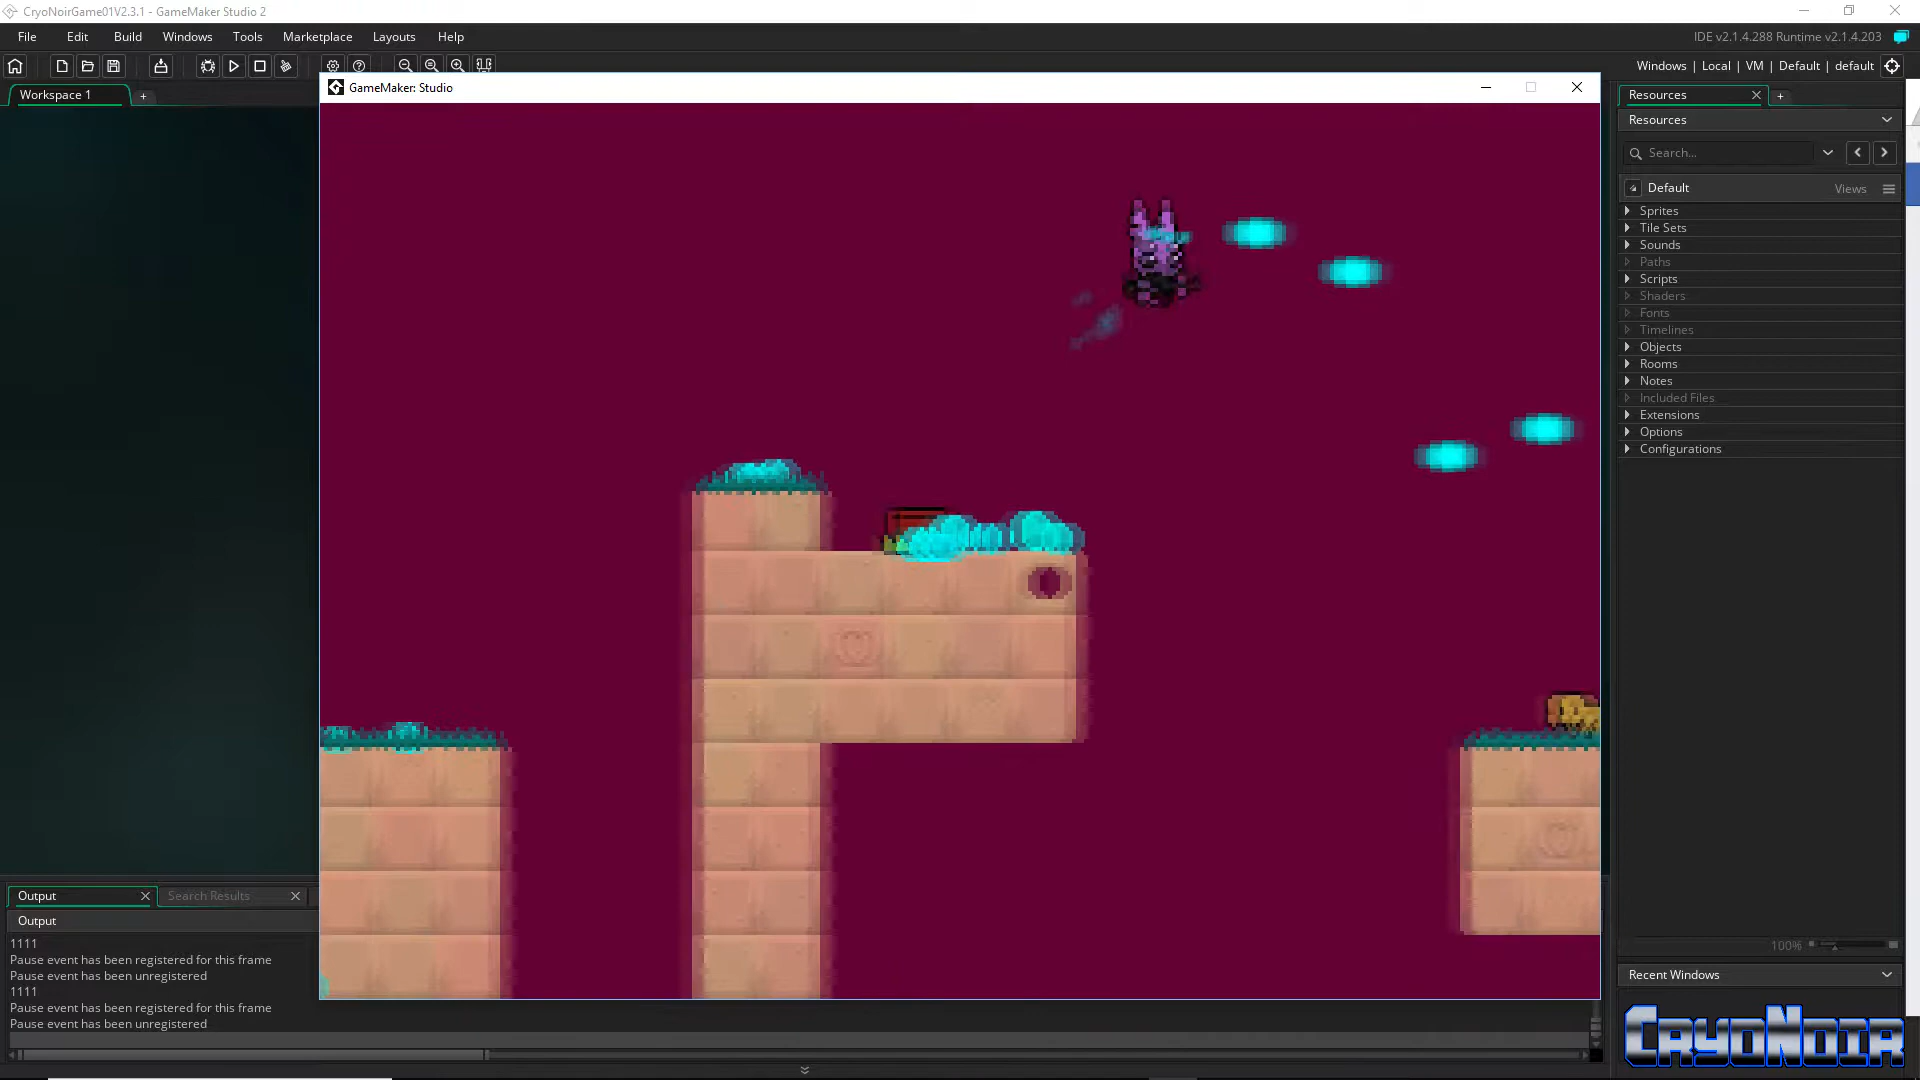 CryoNoirGame01V2.3.1 - GameMaker Studio 2
File Edit Build Windows Tools Marketplace Layouts Help
IDE v2.1.4.288 Runtime v2.1.4.203
Windows | Local | VM | Default | default
Workspace 1
GameMaker: Studio
Resources
Resources
Search...
Default Views
Sprites
Tile Sets
Sounds
Paths
Scripts
Shaders
Fonts
Timelines
Objects
Rooms
Notes
Included Files
Extensions
Options
Configurations
100%
Recent Windows
CryoNoir
Output Search Results
Output
1111
Pause event has been registered for this frame
Pause event has been unregistered
1111
Pause event has been registered for this frame
Pause event has been unregistered